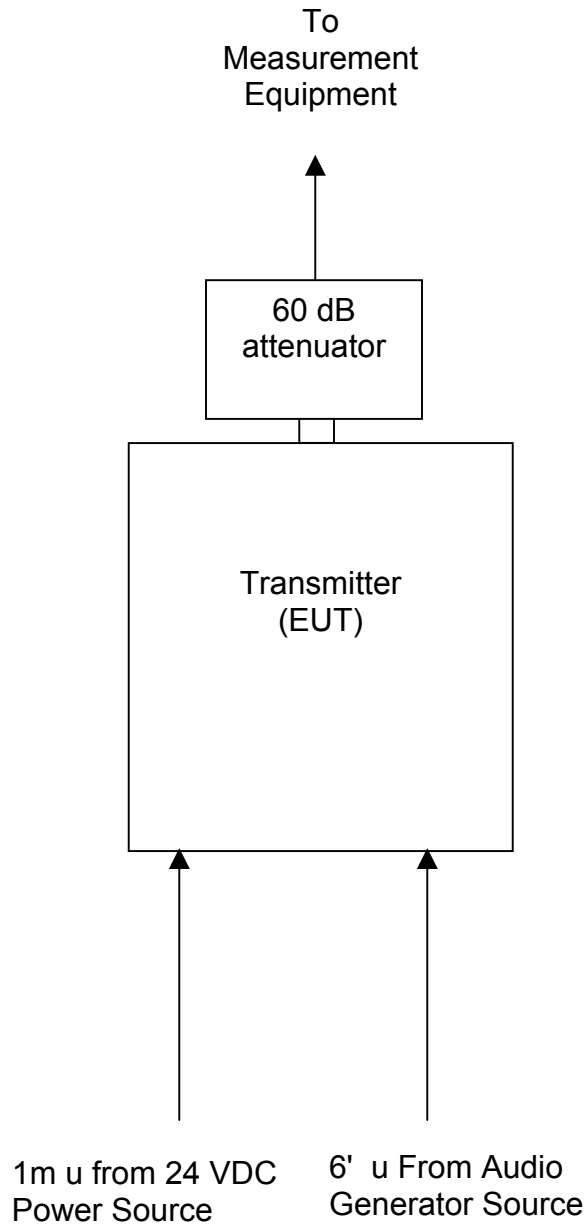 To
Measurement
Equipment
60 dB
attenuator
Transmitter
(EUT)
1m u from 24 VDC
Power Source
6'  u From Audio
Generator Source